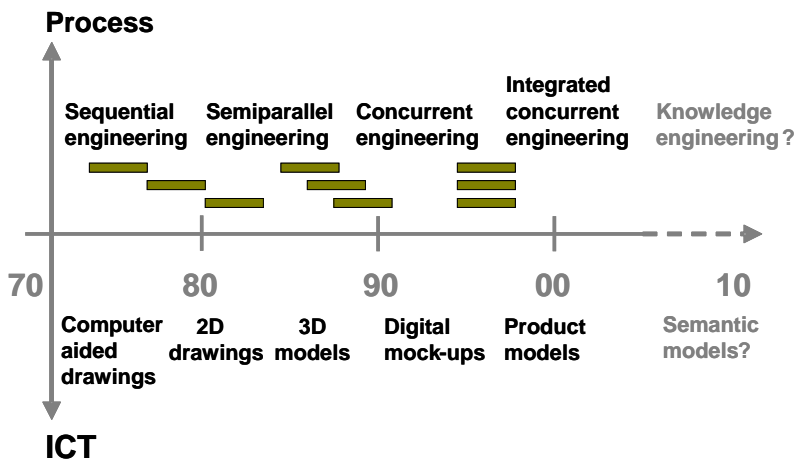 Process
Sequential
engineering
Semiparallel
engineering
Concurrent
engineering
Integrated
concurrent
engineering
Knowledge
engineering?
70
80
90
00
10
Computer
aided
drawings
2D
drawings
3D
models
Digital
mock-ups
Product
models
Semantic
models?
ICT